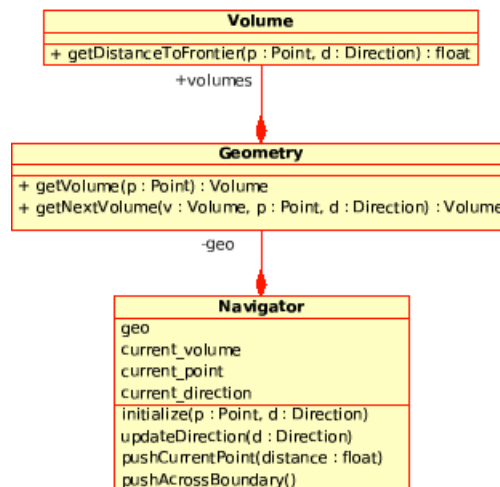 Volume
+ getDistanceToFrontier(p : Point, d : Direction) : float
+volumes
Geometry
+ getVolume(p : Point) : Volume
+ getNextVolume(v : Volume, p : Point, d : Direction) : Volume
-geo
Navigator
geo
current_volume
current_point
current_direction
initialize(p : Point, d : Direction)
updateDirection(d : Direction)
pushCurrentPoint(distance : float)
pushAcrossBoundary()